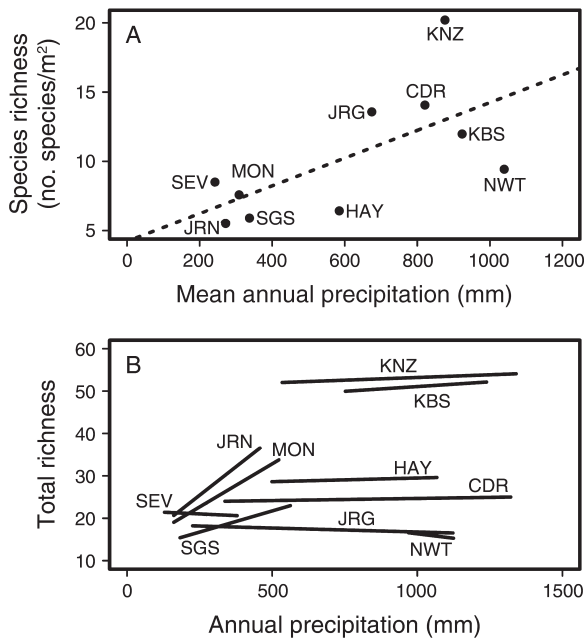 A
Species richness
(no. species/m²)
20
15
10
5
KNZ
CDR
JRG
KBS
MON
SEV
NWT
HAY
SGS
JRN
0 200 400 600 800 1000 1200
Mean annual precipitation (mm)
B
Total richness
60
50
40
30
20
10
KNZ
KBS
JRN
MON
HAY
CDR
SEV
JRG
SGS
NWT
0 500 1000 1500
Annual precipitation (mm)